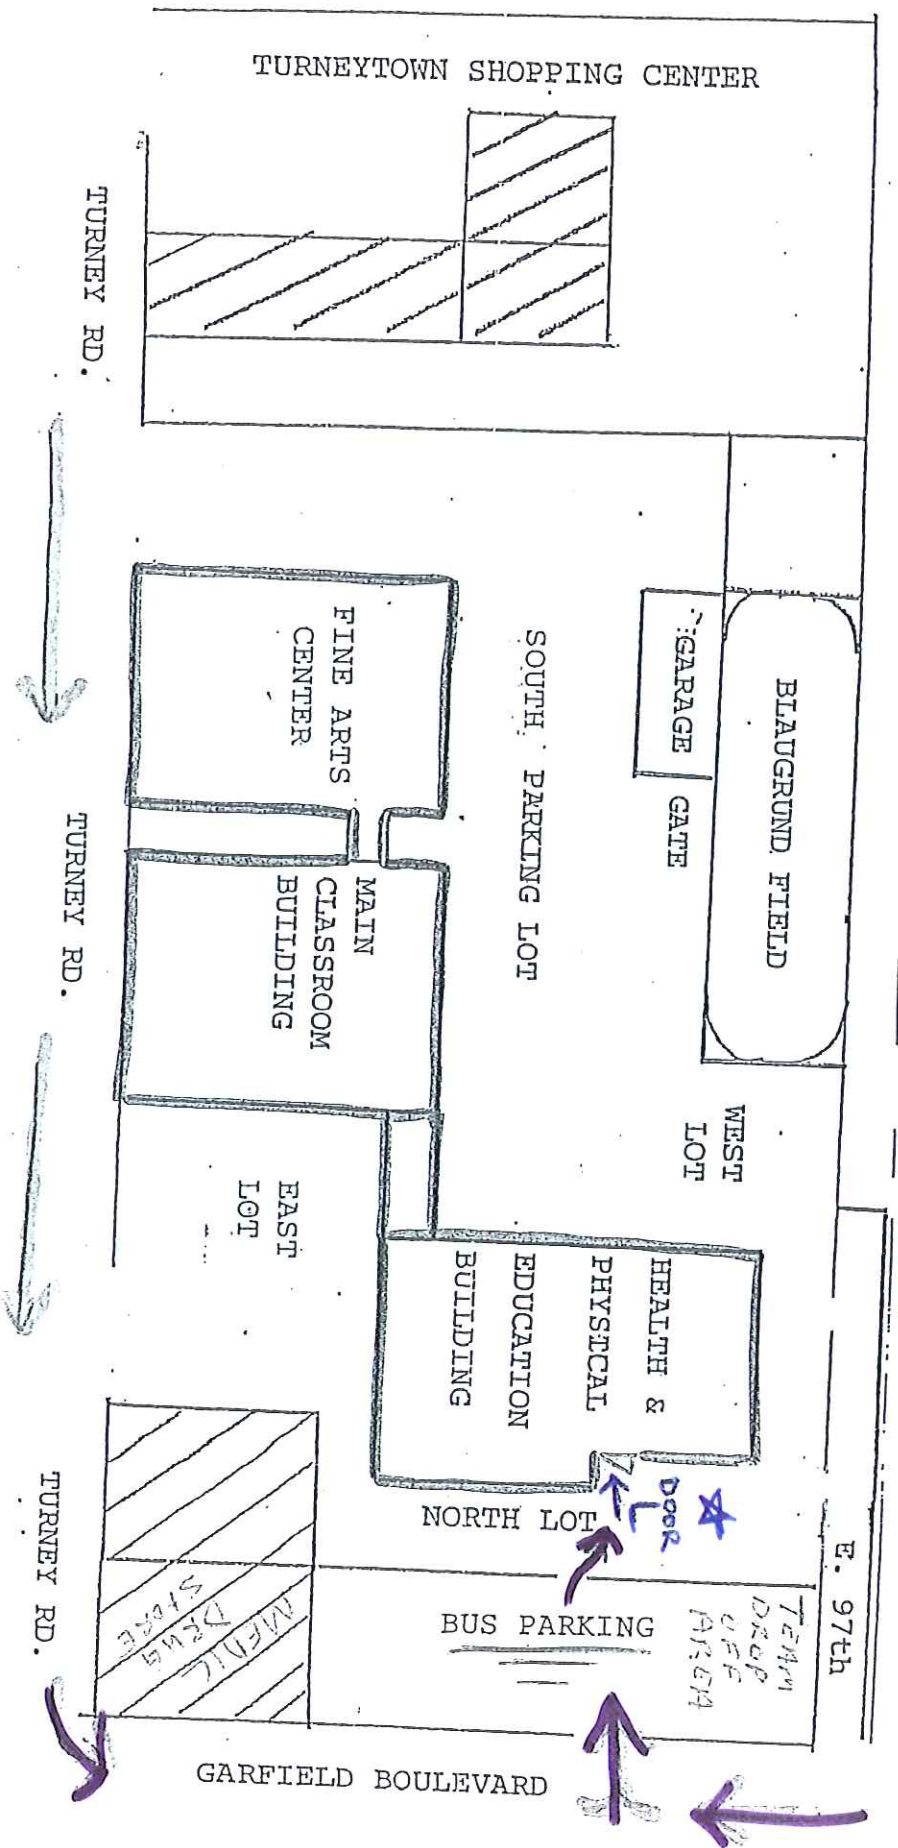 TURNEYTOWN SHOPPING CENTER
TURNEY RD.
BLAUGRUND FIELD
GARAGE
GATE
SOUTH PARKING LOT
FINE ARTS
CENTER
MAIN
CLASSROOM
BUILDING
TURNEY RD.
WEST
LOT
EAST
LOT
HEALTH &
PHYSICAL
EDUCATION
BUILDING
DOOR
L
NORTH LOT
E. 97th
TEAM
DROP
OFF
AREA
BUS PARKING
MEDIC
DRUG
STORE
TURNEY RD.
GARFIELD BOULEVARD